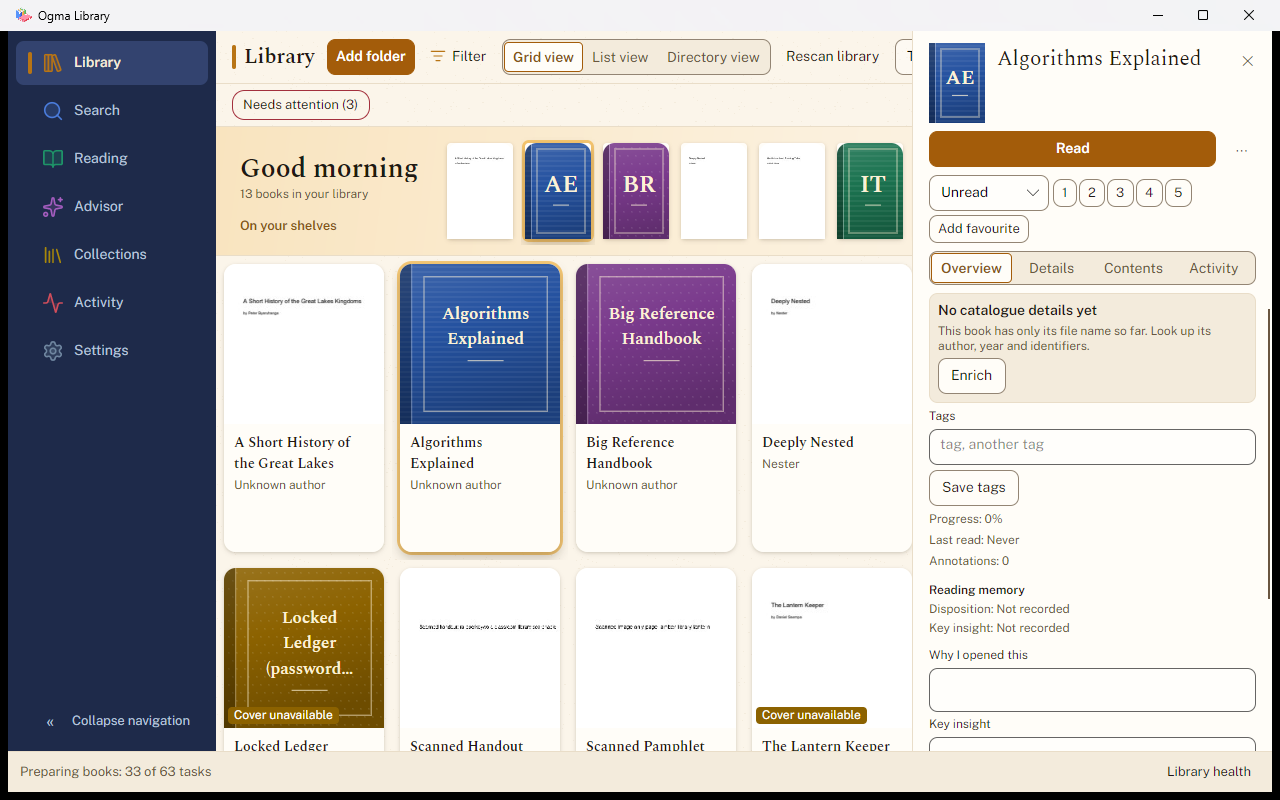 Ogma Library
Library
Search
Reading
Advisor
Collections
Activity
Settings
« Collapse navigation
Library
Add folder
Filter
Grid view
List view
Directory view
Rescan library
Needs attention (3)
Good morning
13 books in your library
On your shelves
AE
BR
IT
A Short History of the Great Lakes Kingdoms
Algorithms
Explained
Big Reference
Handbook
Deeply Nested
by Nester
A Short History of
the Great Lakes
Unknown author
Algorithms
Explained
Unknown author
Big Reference
Handbook
Unknown author
Deeply Nested
Nester
Locked
Ledger
(password...
Cover unavailable
Locked Ledger
Scanned Handout
Scanned Pamphlet
The Lantern Keeper
Cover unavailable
The Lantern Keeper
AE
Algorithms Explained
Read
...
Unread
1 2 3 4 5
Add favourite
Overview
Details
Contents
Activity
No catalogue details yet
This book has only its file name so far. Look up its
author, year and identifiers.
Enrich
Tags
tag, another tag
Save tags
Progress: 0%
Last read: Never
Annotations: 0
Reading memory
Disposition: Not recorded
Key insight: Not recorded
Why I opened this
Key insight
Preparing books: 33 of 63 tasks
Library health